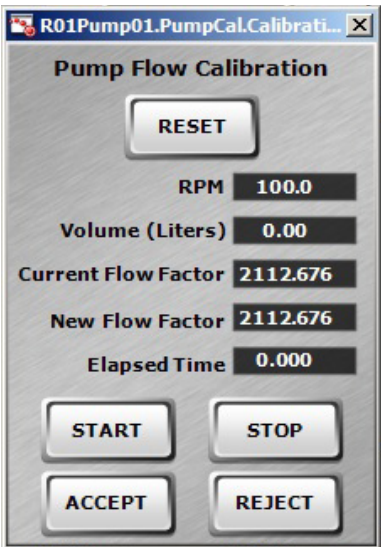 R01Pump01.PumpCal.Calibrati...
Pump Flow Calibration
RESET
RPM 100.0
Volume (Liters) 0.00
Current Flow Factor 2112.676
New Flow Factor 2112.676
Elapsed Time 0.000
START STOP
ACCEPT REJECT